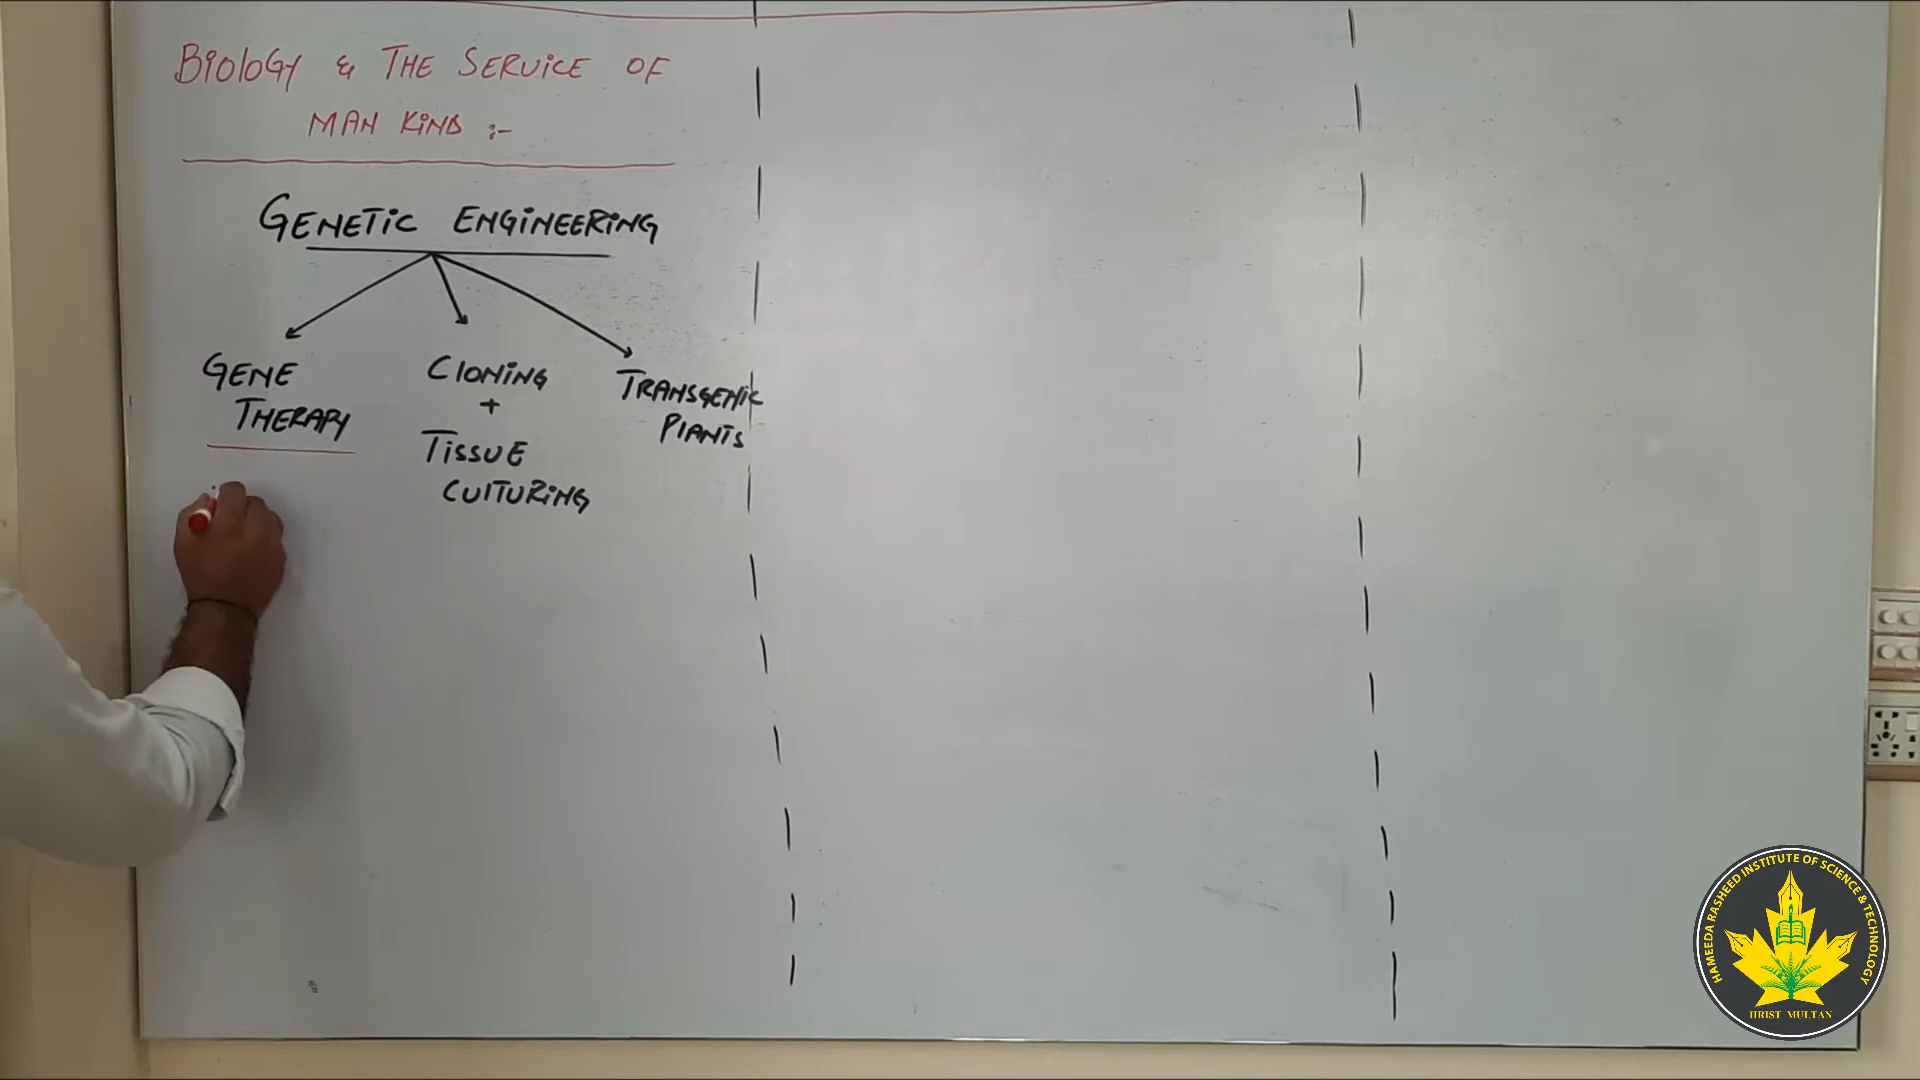 BiologY & THE SERVICE OF
MAN KIND :-
GENETIC ENGINEERING
GENE
THERAPY
CLONING
+
TISSUE
CULTURING
TRANSGENIC
PLANTS
HAMEEDA RASHEED INSTITUTE OF SCIENCE & TECHNOLOGY
HRIST MULTAN